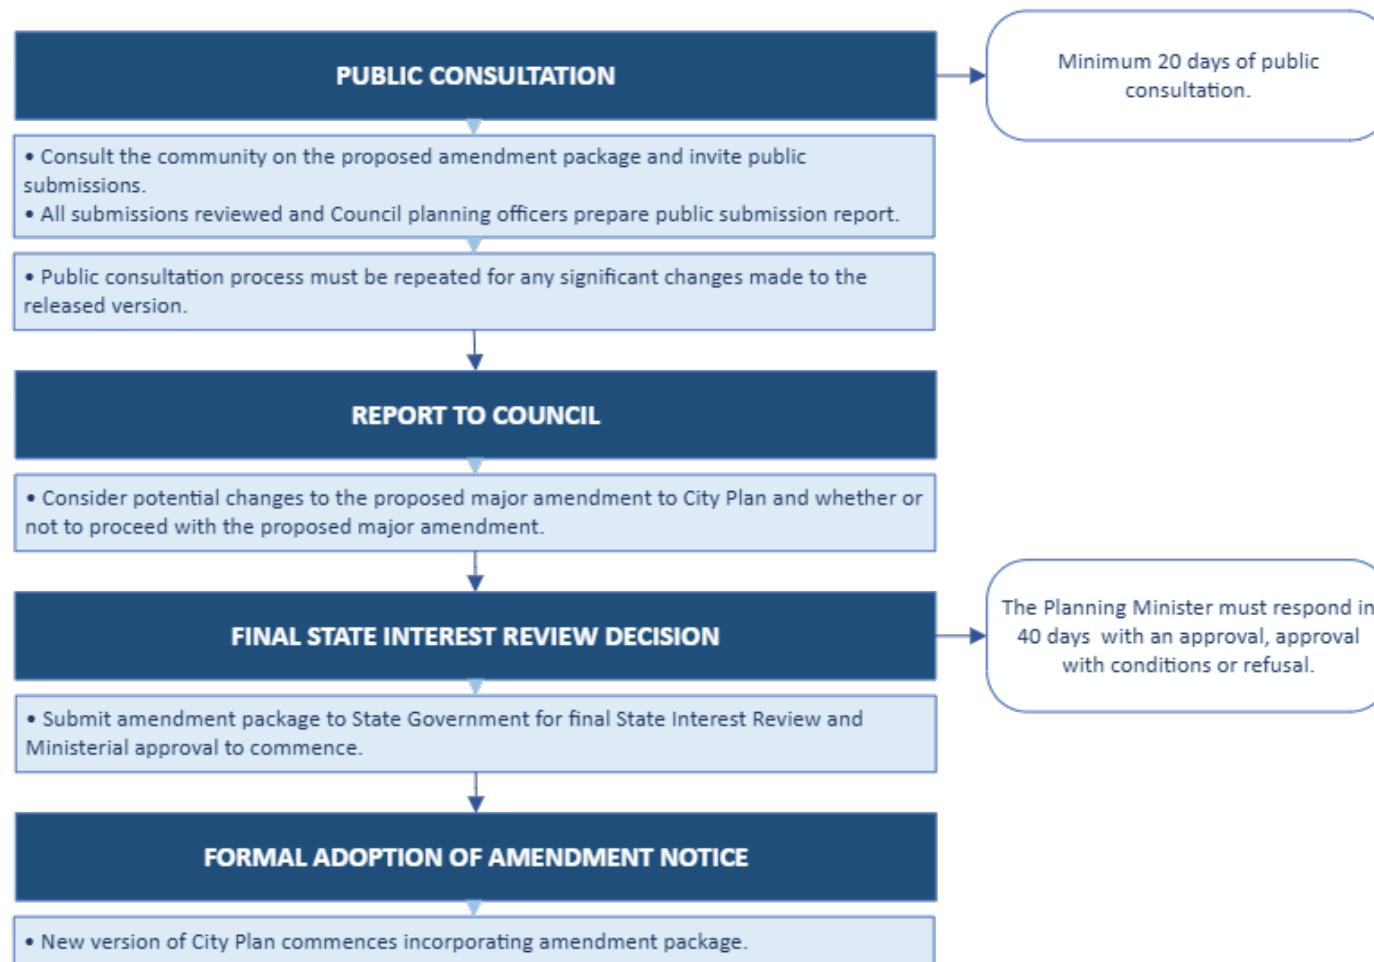 PUBLIC CONSULTATION
Minimum 20 days of public
consultation.
• Consult the community on the proposed amendment package and invite public
submissions.
• All submissions reviewed and Council planning officers prepare public submission report.
• Public consultation process must be repeated for any significant changes made to the
released version.
REPORT TO COUNCIL
• Consider potential changes to the proposed major amendment to City Plan and whether or
not to proceed with the proposed major amendment.
FINAL STATE INTEREST REVIEW DECISION
The Planning Minister must respond in
40 days  with an approval, approval
with conditions or refusal.
• Submit amendment package to State Government for final State Interest Review and
Ministerial approval to commence.
FORMAL ADOPTION OF AMENDMENT NOTICE
• New version of City Plan commences incorporating amendment package.